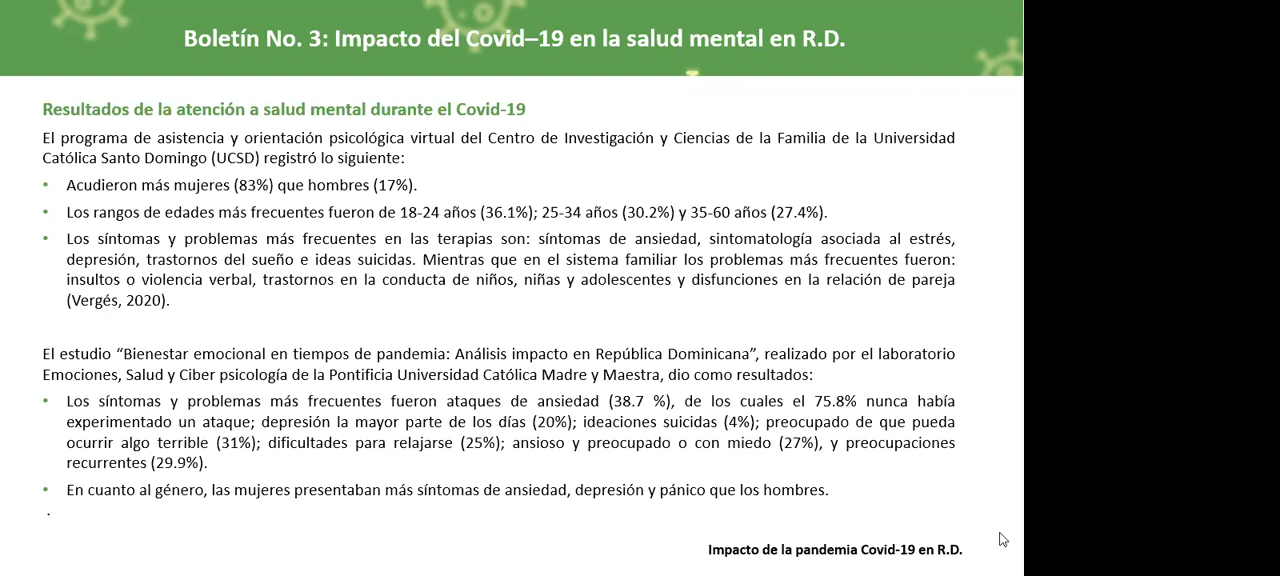 Boletín No. 3: Impacto del Covid–19 en la salud mental en R.D.
Resultados de la atención a salud mental durante el Covid-19
El programa de asistencia y orientación psicológica virtual del Centro de Investigación y Ciencias de la Familia de la Universidad
Católica Santo Domingo (UCSD) registró lo siguiente:
• Acudieron más mujeres (83%) que hombres (17%).
• Los rangos de edades más frecuentes fueron de 18-24 años (36.1%); 25-34 años (30.2%) y 35-60 años (27.4%).
• Los síntomas y problemas más frecuentes en las terapias son: síntomas de ansiedad, sintomatología asociada al estrés,
depresión, trastornos del sueño e ideas suicidas. Mientras que en el sistema familiar los problemas más frecuentes fueron:
insultos o violencia verbal, trastornos en la conducta de niños, niñas y adolescentes y disfunciones en la relación de pareja
(Vergés, 2020).
El estudio “Bienestar emocional en tiempos de pandemia: Análisis impacto en República Dominicana”, realizado por el laboratorio
Emociones, Salud y Ciber psicología de la Pontificia Universidad Católica Madre y Maestra, dio como resultados:
• Los síntomas y problemas más frecuentes fueron ataques de ansiedad (38.7 %), de los cuales el 75.8% nunca había
experimentado un ataque; depresión la mayor parte de los días (20%); ideaciones suicidas (4%); preocupado de que pueda
ocurrir algo terrible (31%); dificultades para relajarse (25%); ansioso y preocupado o con miedo (27%), y preocupaciones
recurrentes (29.9%).
• En cuanto al género, las mujeres presentaban más síntomas de ansiedad, depresión y pánico que los hombres.
.
Impacto de la pandemia Covid-19 en R.D.